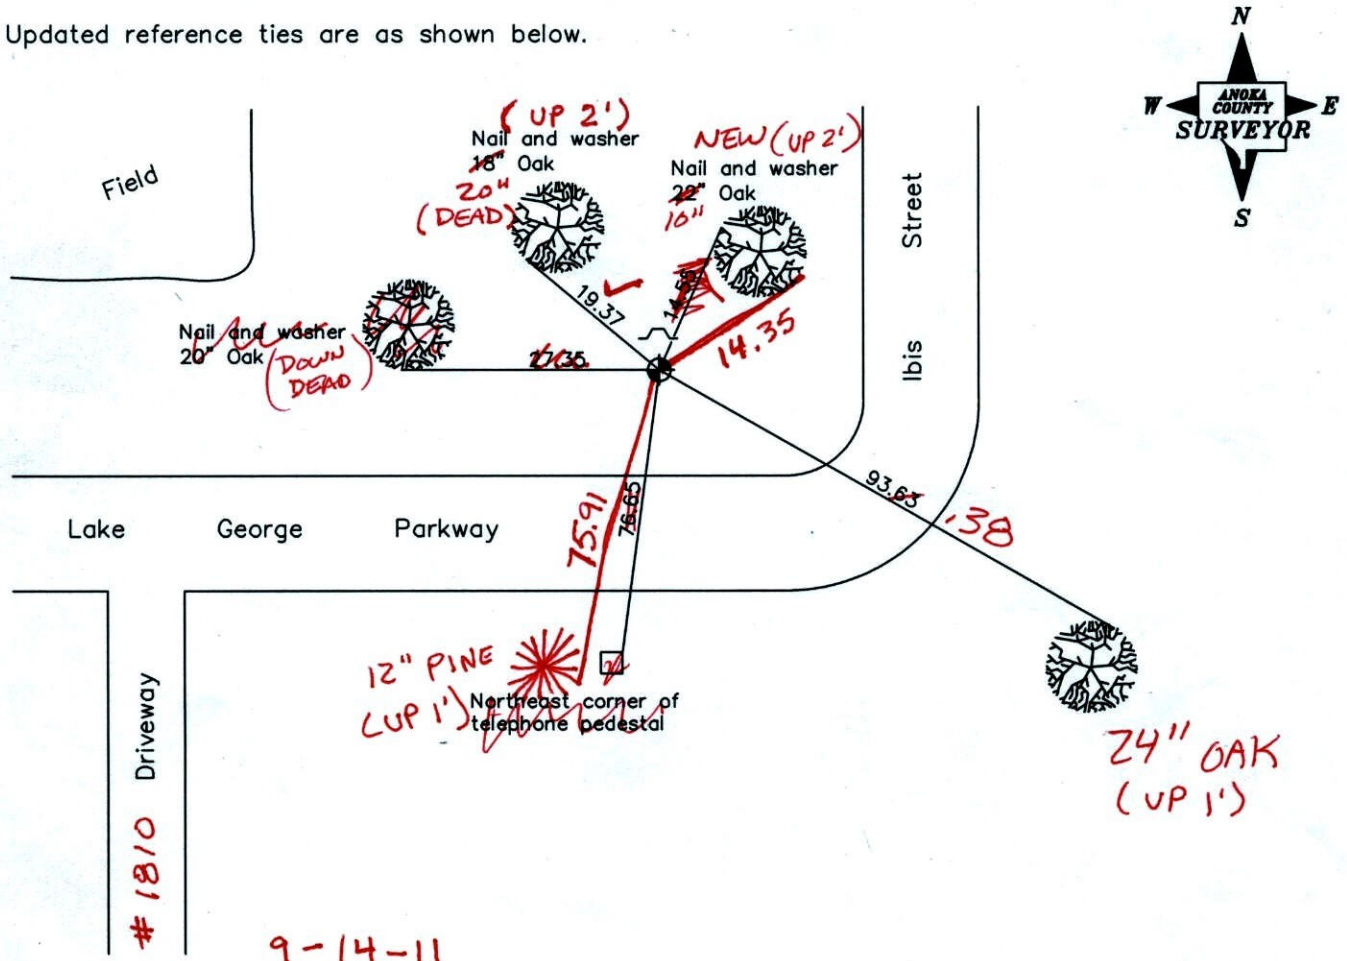 Updated reference ties are as shown below.
N
W
ANOKA
COUNTY
E
SURVEYOR
S
(UP 2')
Nail and washer
18" Oak
20"
(DEAD)
NEW (UP 2')
Nail and washer
22" Oak
10"
Field
Street
Ibis
19.37
14.58
14.35
Nail and washer
20" Oak
(DOWN
DEAD)
27.35
93.63
.38
75.91
76.65
Lake George Parkway
12" PINE
(UP 1')
Northeast corner of
telephone pedestal
24" OAK
(UP 1')
Driveway
# 1810
9-14-11